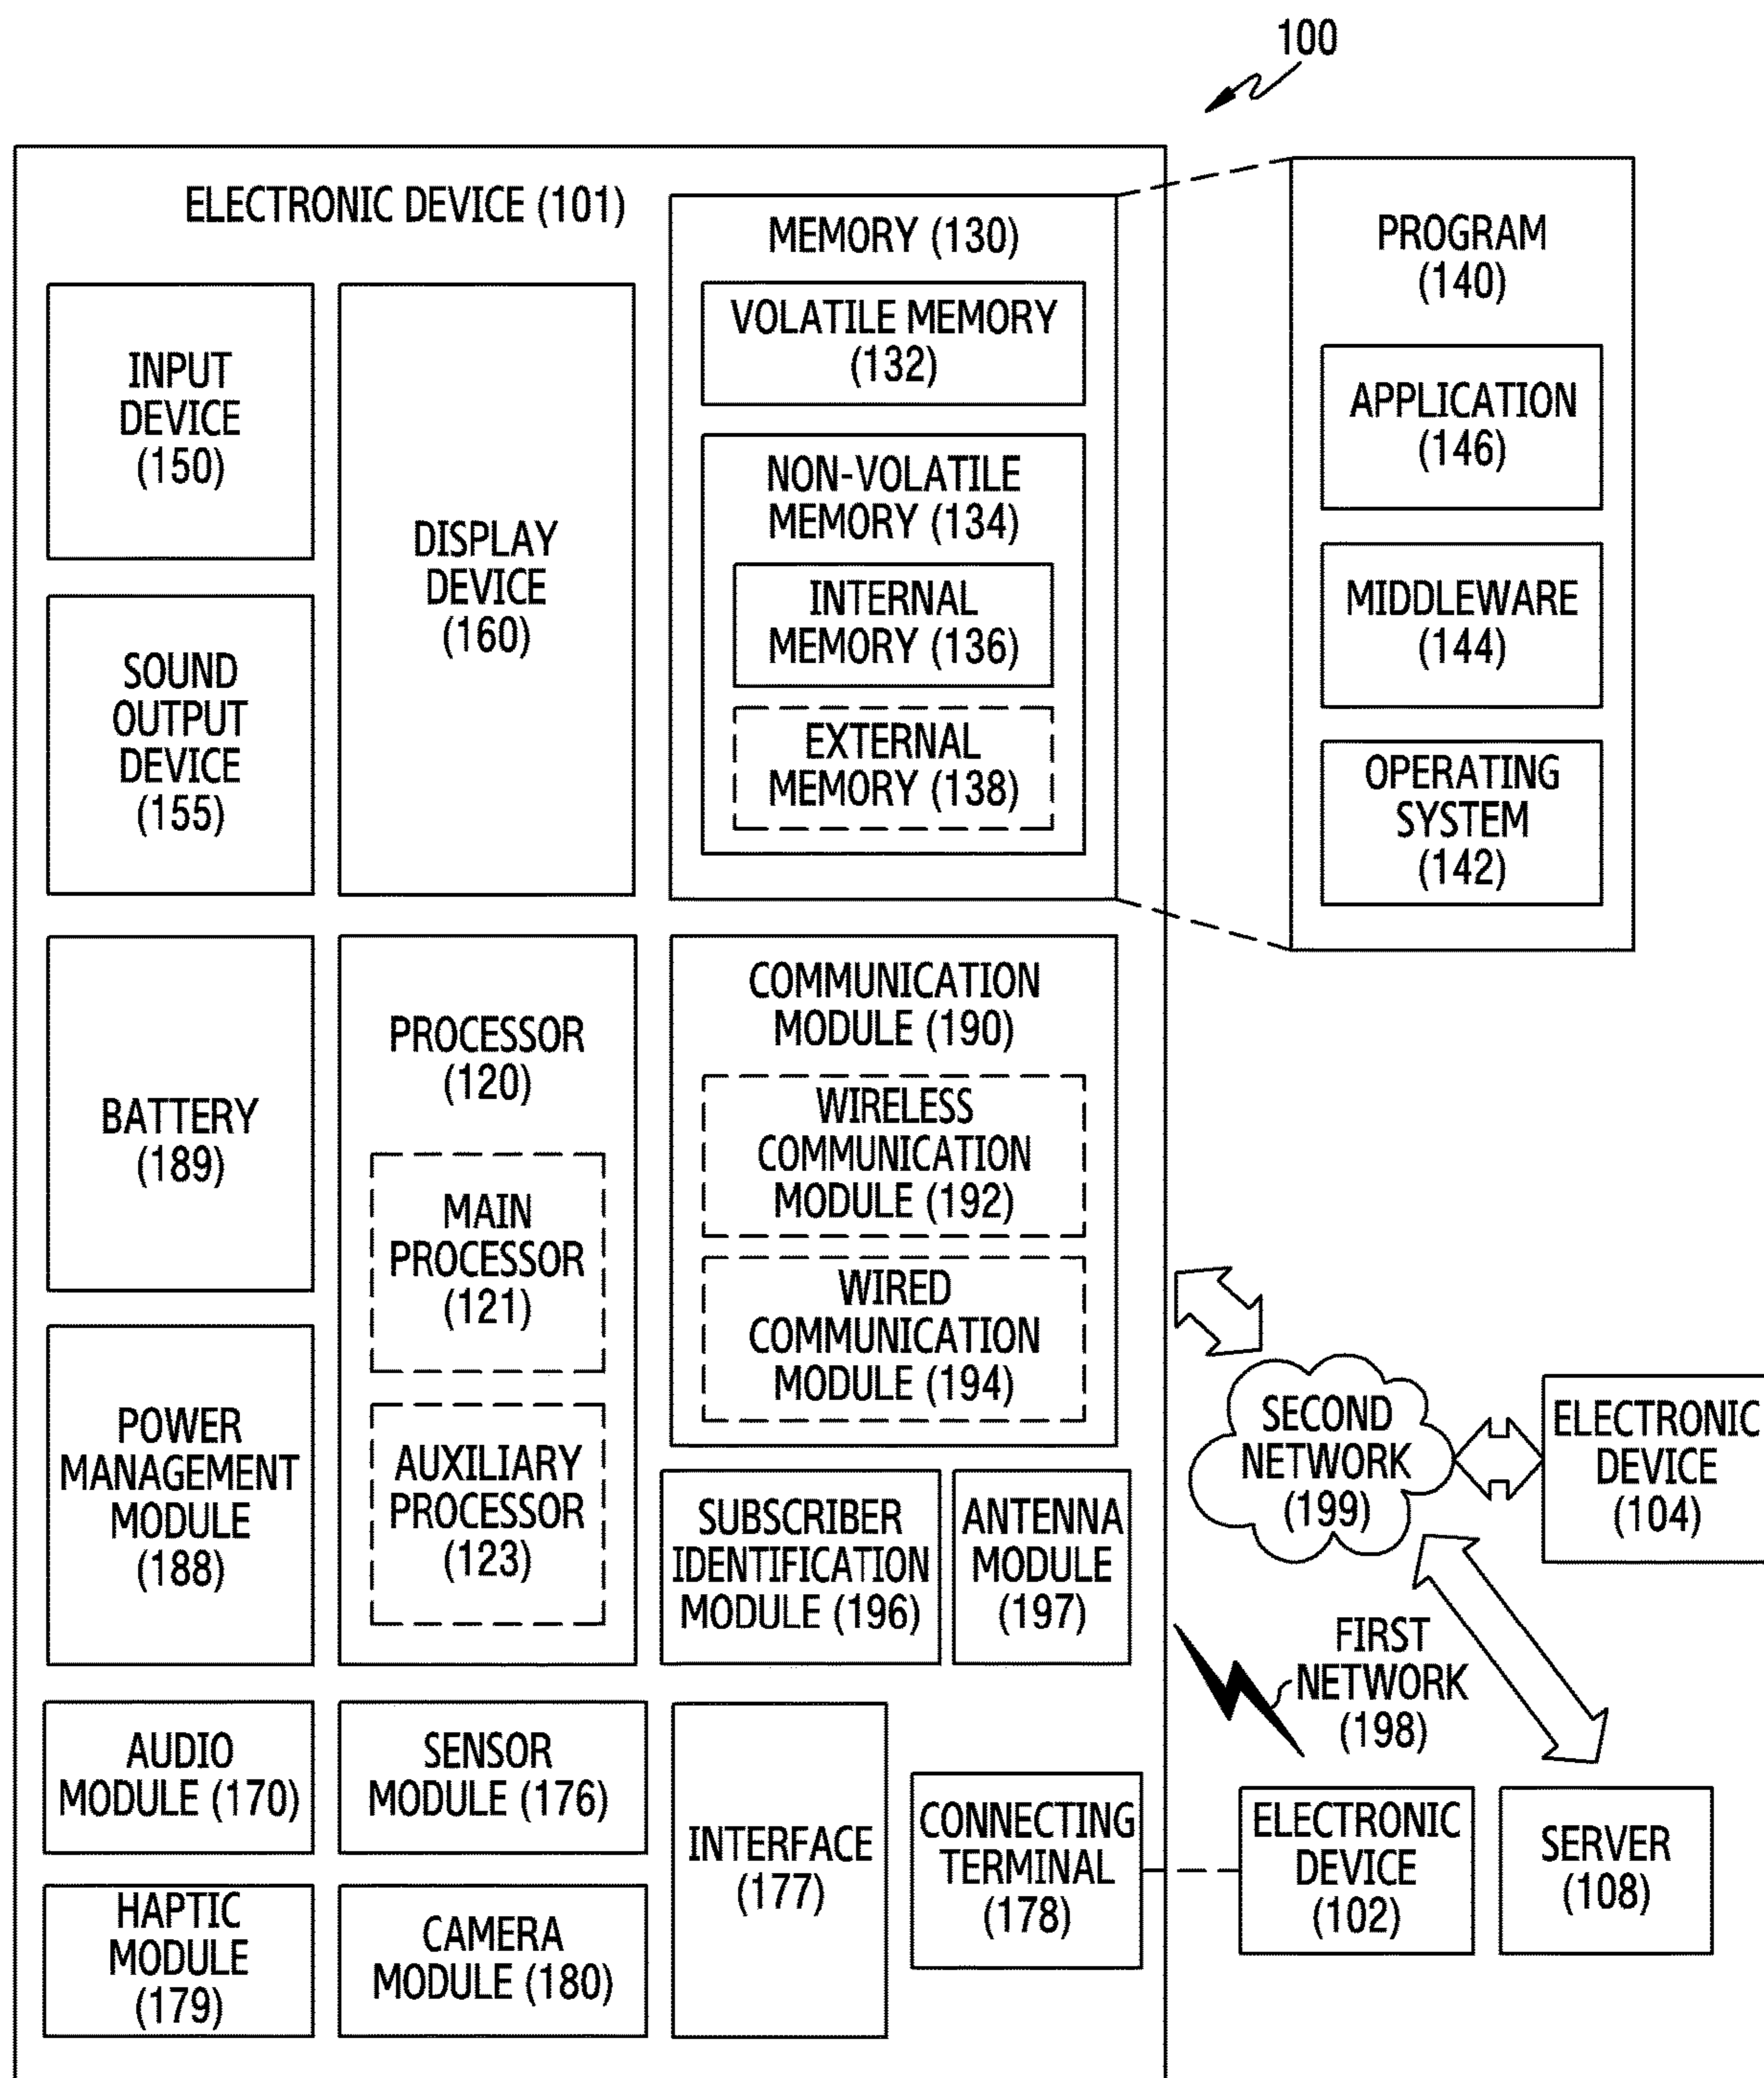 100
ELECTRONIC DEVICE (101)
INPUT
DEVICE
(150)
SOUND
OUTPUT
DEVICE
(155)
DISPLAY
DEVICE
(160)
MEMORY (130)
VOLATILE MEMORY
(132)
NON-VOLATILE
MEMORY (134)
INTERNAL
MEMORY (136)
EXTERNAL
MEMORY (138)
PROGRAM
(140)
APPLICATION
(146)
MIDDLEWARE
(144)
OPERATING
SYSTEM
(142)
BATTERY
(189)
POWER
MANAGEMENT
MODULE
(188)
PROCESSOR
(120)
MAIN
PROCESSOR
(121)
AUXILIARY
PROCESSOR
(123)
COMMUNICATION
MODULE (190)
WIRELESS
COMMUNICATION
MODULE (192)
WIRED
COMMUNICATION
MODULE (194)
SUBSCRIBER
IDENTIFICATION
MODULE (196)
ANTENNA
MODULE
(197)
SECOND
NETWORK
(199)
ELECTRONIC
DEVICE
(104)
FIRST
NETWORK
(198)
AUDIO
MODULE (170)
SENSOR
MODULE (176)
HAPTIC
MODULE
(179)
CAMERA
MODULE (180)
INTERFACE
(177)
CONNECTING
TERMINAL
(178)
ELECTRONIC
DEVICE
(102)
SERVER
(108)